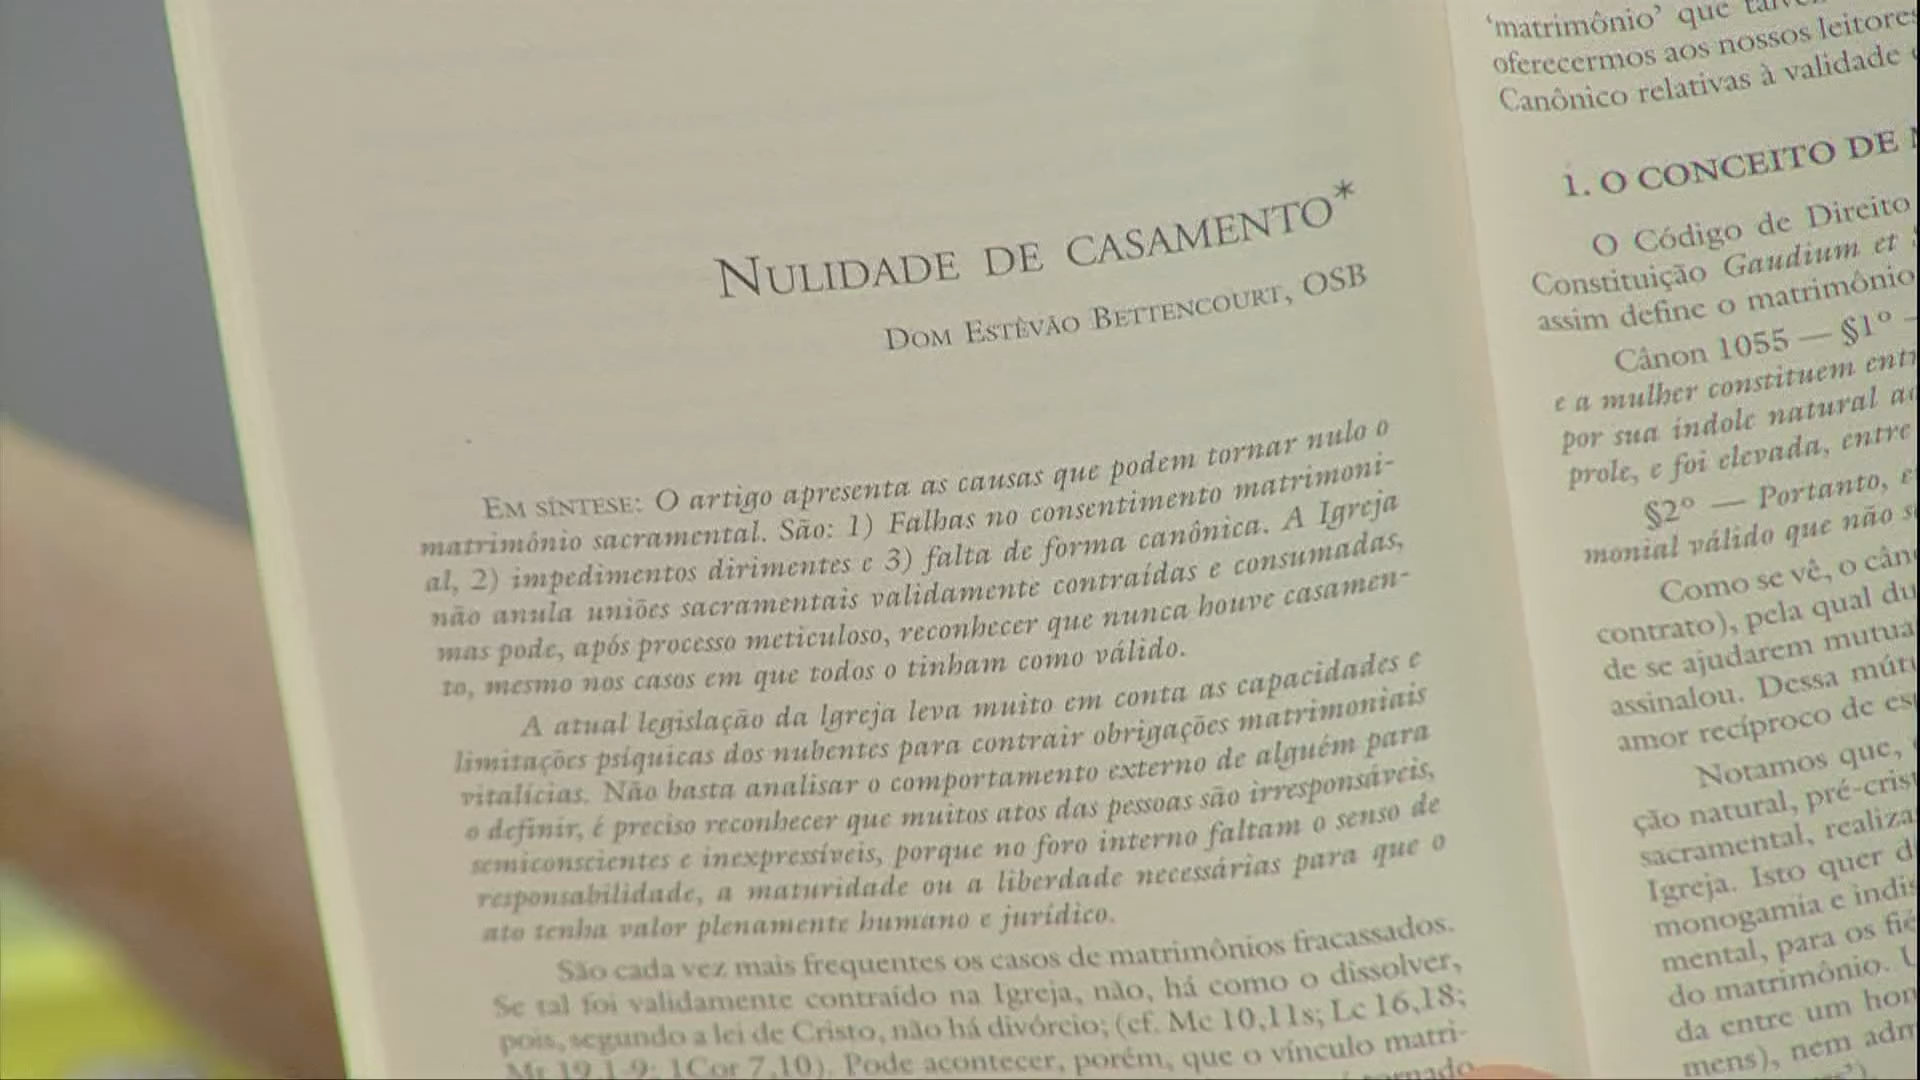 NULIDADE DE CASAMENTO*
DOM ESTÊVÃO BETTENCOURT, OSB
EM SÍNTESE: O artigo apresenta as causas que podem tornar nulo o
matrimônio sacramental. São: 1) Falhas no consentimento matrimoni-
al, 2) impedimentos dirimentes e 3) falta de forma canônica. A Igreja
não anula uniões sacramentais validamente contraídas e consumadas,
mas pode, após processo meticuloso, reconhecer que nunca houve casamen-
to, mesmo nos casos em que todos o tinham como válido.
A atual legislação da Igreja leva muito em conta as capacidades e
limitações psíquicas dos nubentes para contrair obrigações matrimoniais
vitalícias. Não basta analisar o comportamento externo de alguém para
o definir, é preciso reconhecer que muitos atos das pessoas são irresponsáveis,
semiconscientes e inexpressíveis, porque no foro interno faltam o senso de
responsabilidade, a maturidade ou a liberdade necessárias para que o
ato tenha valor plenamente humano e jurídico.
São cada vez mais frequentes os casos de matrimônios fracassados.
Se tal foi validamente contraído na Igreja, não, há como o dissolver,
pois, segundo a lei de Cristo, não há divórcio; (cf. Mc 10,11s; Lc 16,18;
Mt 19,1-9; 1Cor 7,10). Pode acontecer, porém, que o vínculo matri-
'matrimônio' que
oferecermos aos nossos leitores
Canônico relativas à validade
1. O CONCEITO DE
O Código de Direito
Constituição Gaudium et
assim define o matrimônio
Cânon 1055 — §1º —
e a mulher constituem
por sua índole natural
prole, e foi elevada, entre
§2º — Portanto,
monial válido que não
Como se vê, o
contrato), pela qual
de se ajudarem
assinalou. Dessa
amor recíproco de
Notamos que,
ção natural,
sacramental,
Igreja. Isto quer
monogamia e
mental, para os
do matrimônio.
da entre um
mens), nem